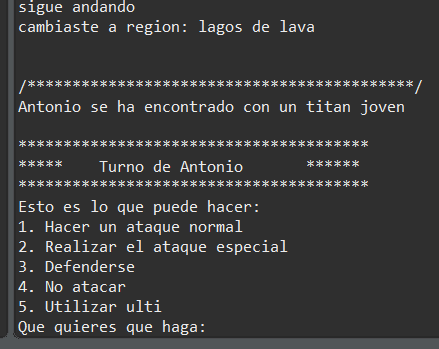 sigue andando
cambiaste a region: lagos de lava
/*******************************************/
Antonio se ha encontrado con un titan joven
***************************************
*****    Turno de Antonio       ******
***************************************
Esto es lo que puede hacer:
1. Hacer un ataque normal
2. Realizar el ataque especial
3. Defenderse
4. No atacar
5. Utilizar ulti
Que quieres que haga: